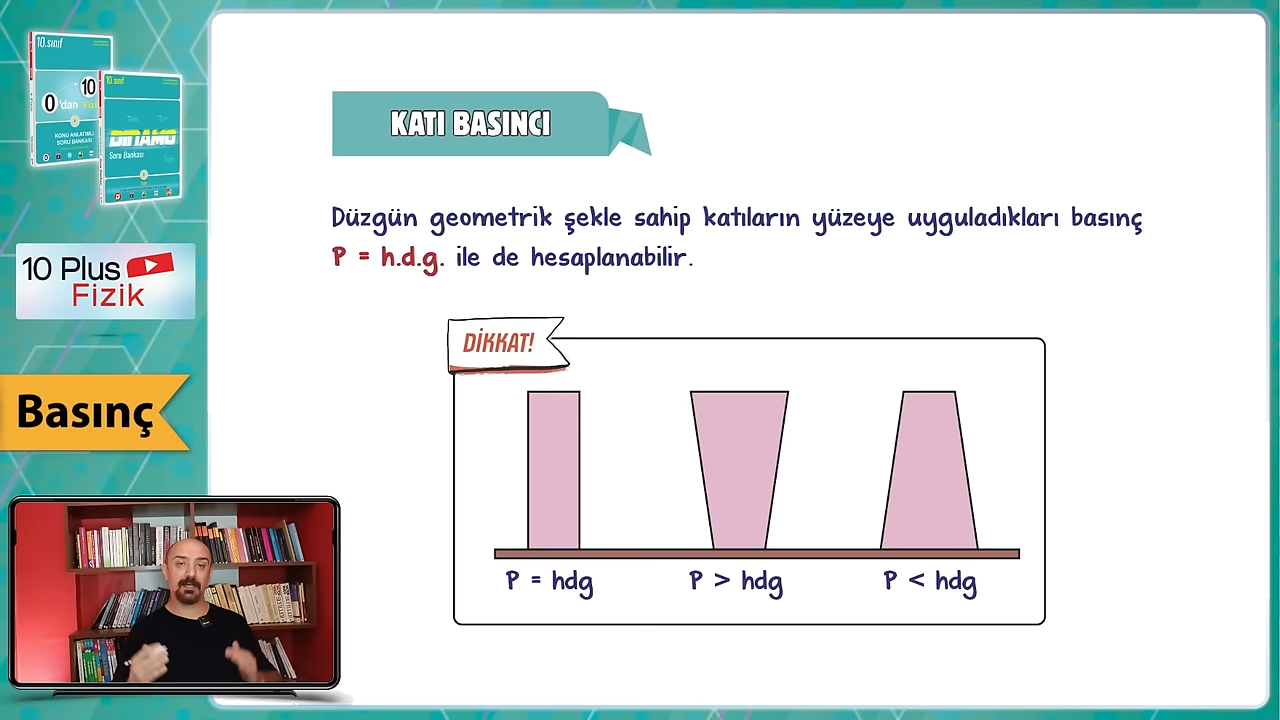 10.sınıf
0'dan 10
Fizik
KONU ANLATIMLI
SORU BANKASI
10.sınıf
DİNAMO
Soru Bankası
10 Plus
Fizik
Basınç
KATI BASINCI
Düzgün geometrik şekle sahip katıların yüzeye uyguladıkları basınç
P = h.d.g. ile de hesaplanabilir.
DİKKAT!
P = hdg P > hdg P < hdg